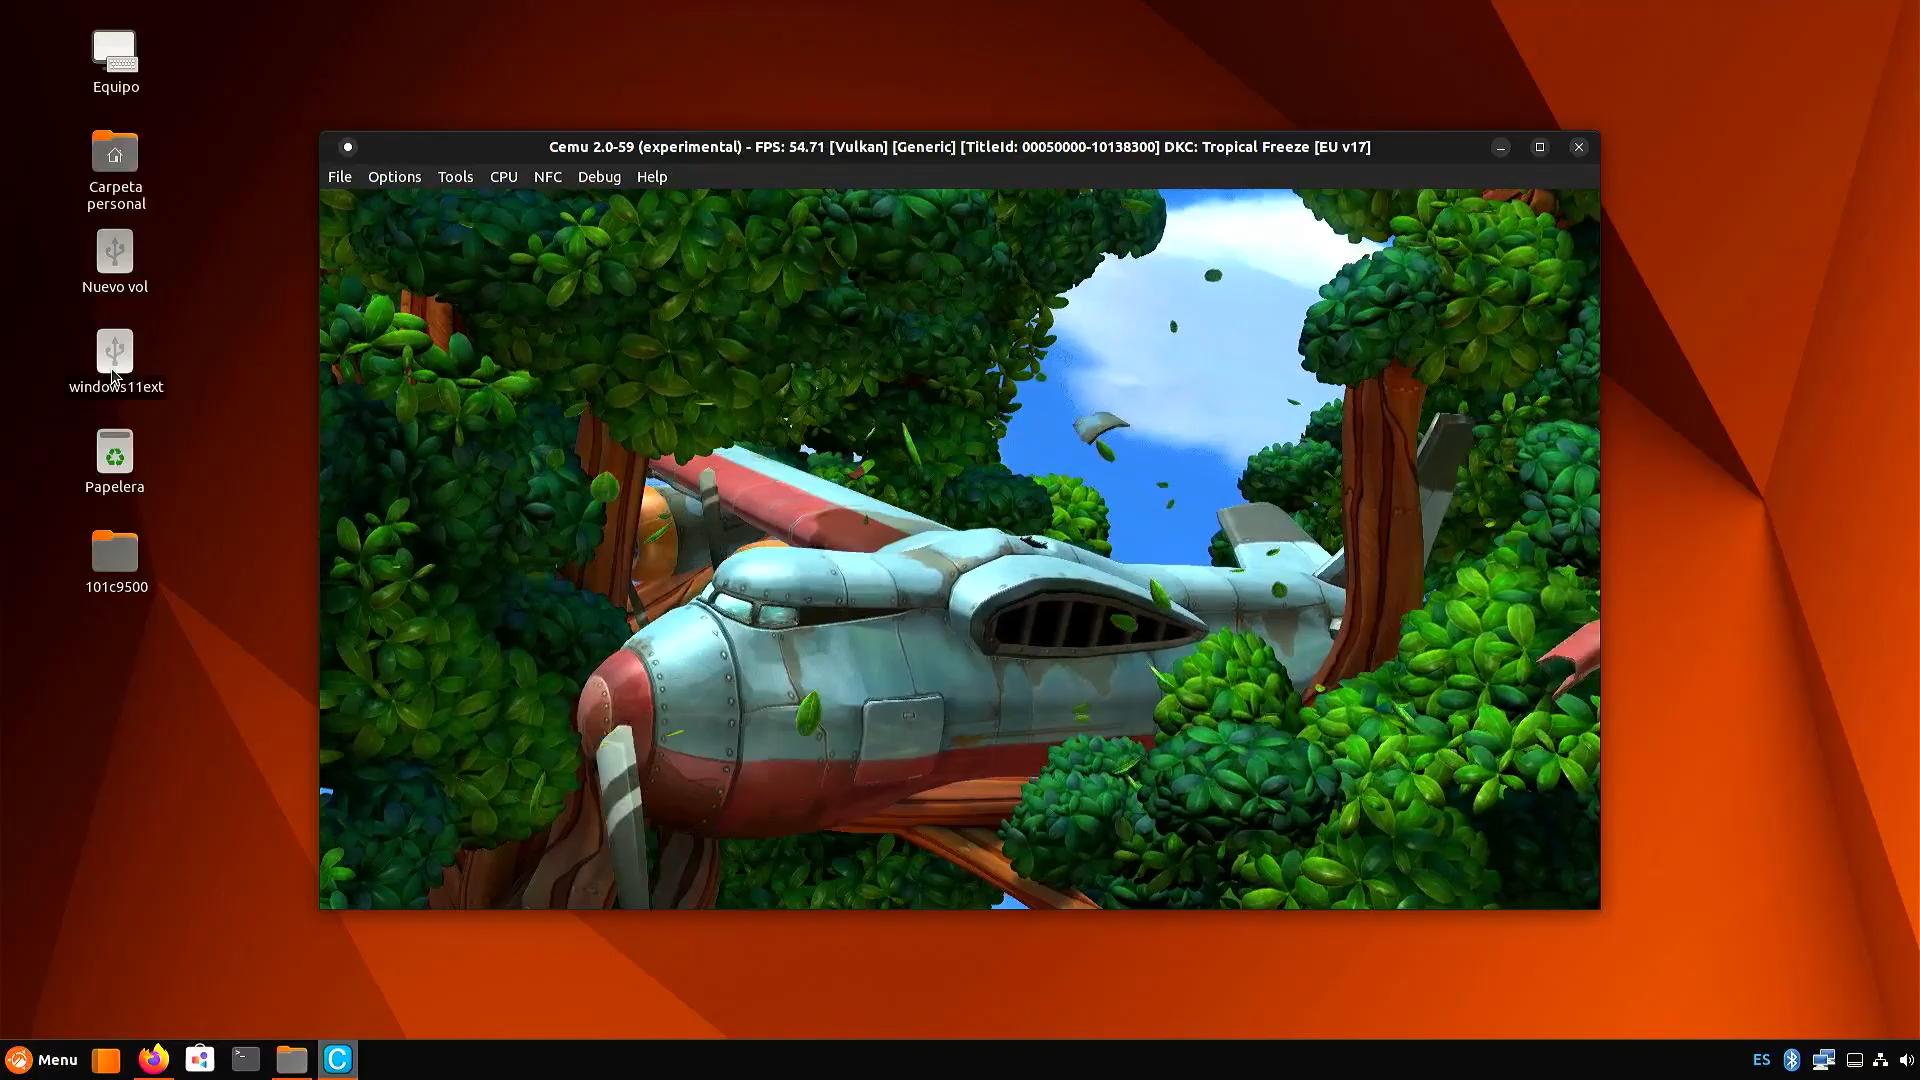 Equipo
Carpeta
personal
Nuevo vol
windows11ext
Papelera
101c9500
Cemu 2.0-59 (experimental) - FPS: 54.71 [Vulkan] [Generic] [TitleId: 00050000-10138300] DKC: Tropical Freeze [EU v17]
File Options Tools CPU NFC Debug Help
Menu
ES